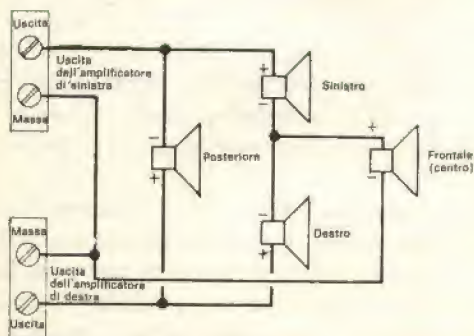 Uscita
Uscita
dell'amplificatore
di sinistra
Massa
+
Sinistro
−
−
Posteriore
+
+
Frontale
(centro)
−
−
Destro
+
Massa
Uscita
dell'amplificatore
di destra
Uscita